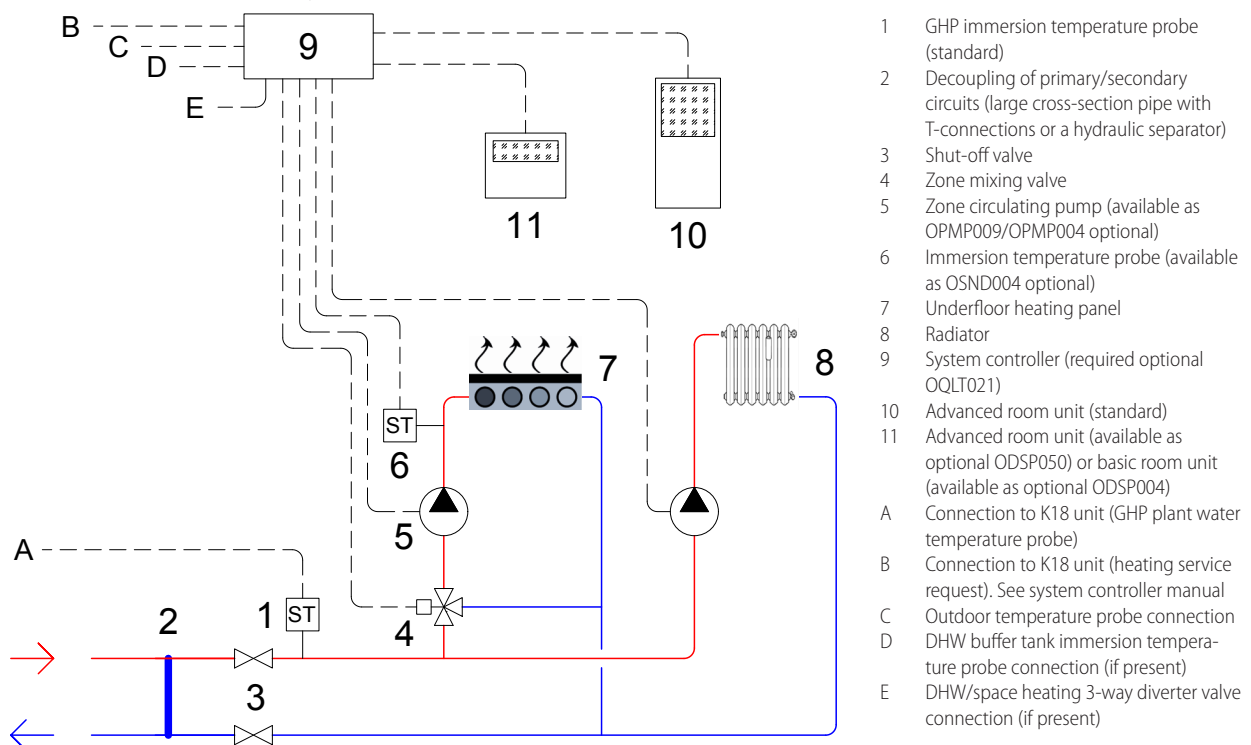 B
C
D
E
9
11
10
7
8
ST
6
5
A
ST
1
2
4
3
1 GHP immersion temperature probe
(standard)
2 Decoupling of primary/secondary
circuits (large cross-section pipe with
T-connections or a hydraulic separator)
3 Shut-off valve
4 Zone mixing valve
5 Zone circulating pump (available as
OPMP009/OPMP004 optional)
6 Immersion temperature probe (available
as OSND004 optional)
7 Underfloor heating panel
8 Radiator
9 System controller (required optional
OQLT021)
10 Advanced room unit (standard)
11 Advanced room unit (available as
optional ODSP050) or basic room unit
(available as optional ODSP004)
A Connection to K18 unit (GHP plant water
temperature probe)
B Connection to K18 unit (heating service
request). See system controller manual
C Outdoor temperature probe connection
D DHW buffer tank immersion tempera-
ture probe connection (if present)
E DHW/space heating 3-way diverter valve
connection (if present)